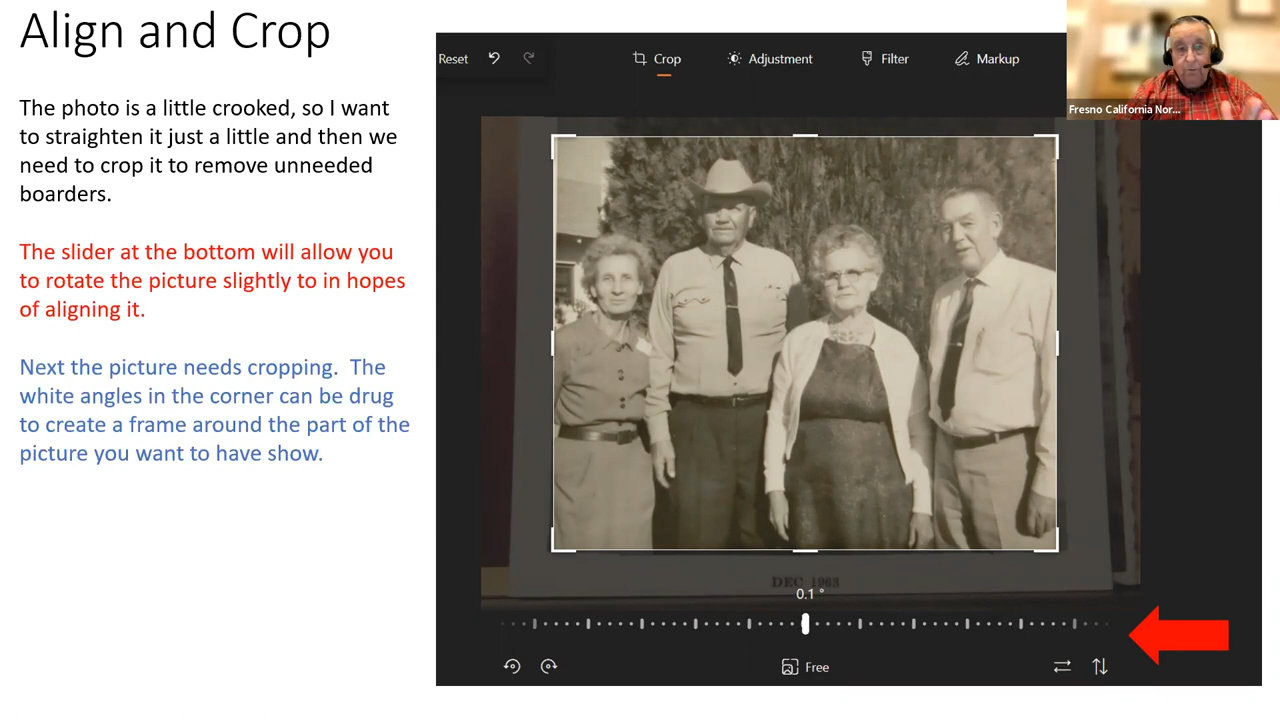 Align and Crop
The photo is a little crooked, so I want
to straighten it just a little and then we
need to crop it to remove unneeded
boarders.
The slider at the bottom will allow you
to rotate the picture slightly to in hopes
of aligning it.
Next the picture needs cropping.  The
white angles in the corner can be drug
to create a frame around the part of the
picture you want to have show.
Reset
Crop
Adjustment
Filter
Markup
Fresno California Nor...
DEC 1963
0.1 °
Free